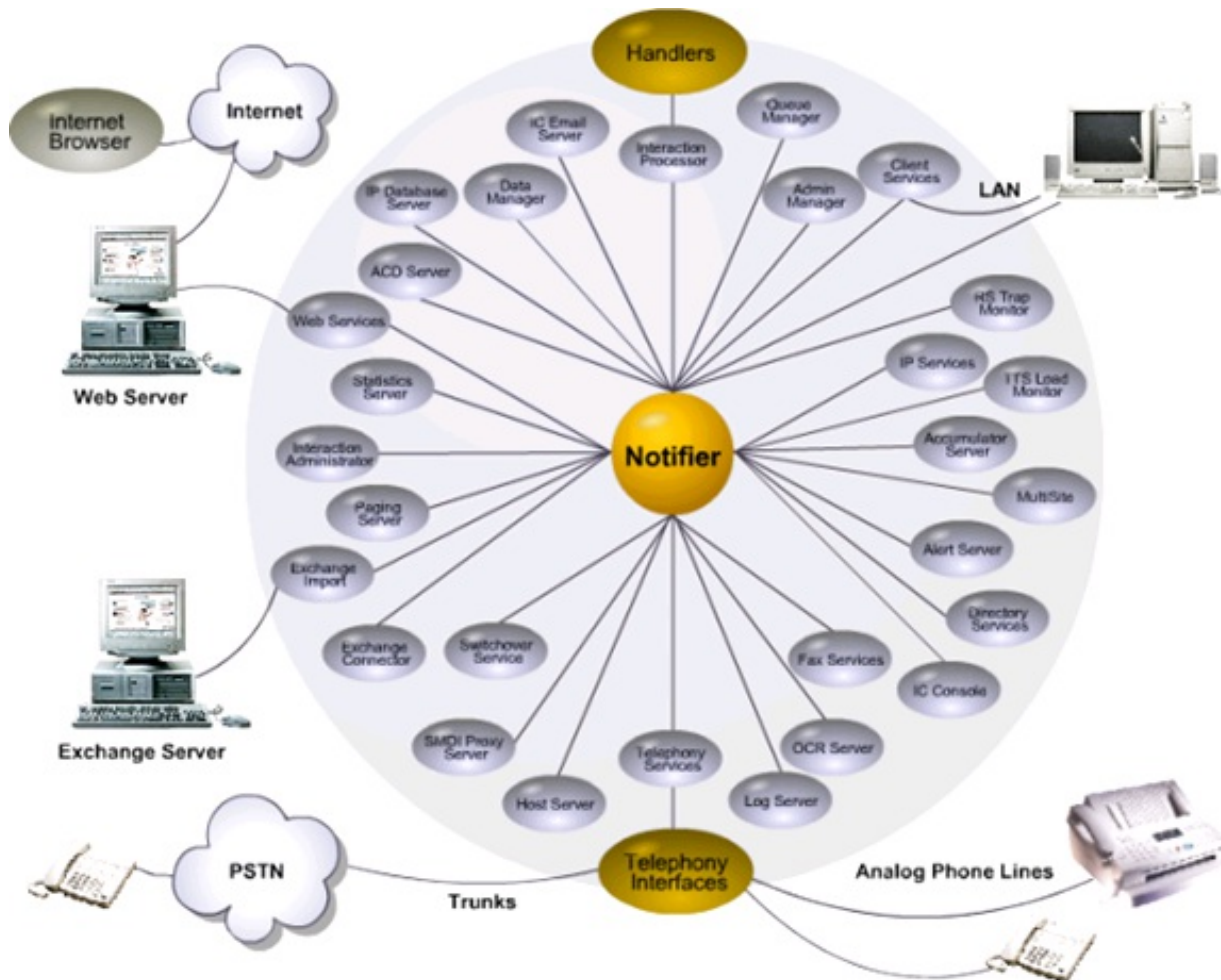 Handlers
Internet
Browser
Internet
IC Email
Server
Interaction
Processor
Queue
Manager
Client
Services
LAN
IP Database
Server
Data
Manager
Admin
Manager
ACD Server
Web Services
RS Trap
Monitor
Statistics
Server
IP Services
TTS Load
Monitor
Web Server
Notifier
Interaction
Administrator
Accumulator
Server
Paging
Server
MultiSite
Exchange
Import
Alert Server
Directory
Services
Exchange
Connector
Switchover
Service
Fax Services
IC Console
Exchange Server
SMDI Proxy
Server
Telephony
Services
OCR Server
Host Server
Log Server
PSTN
Trunks
Telephony
Interfaces
Analog Phone Lines